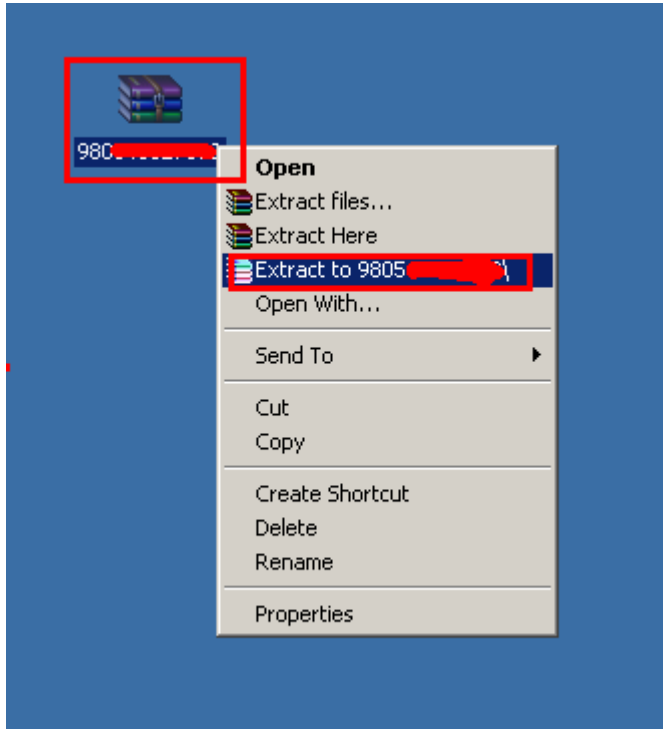 980
Open
Extract files...
Extract Here
Extract to 9805 \
Open With...
Send To
Cut
Copy
Create Shortcut
Delete
Rename
Properties